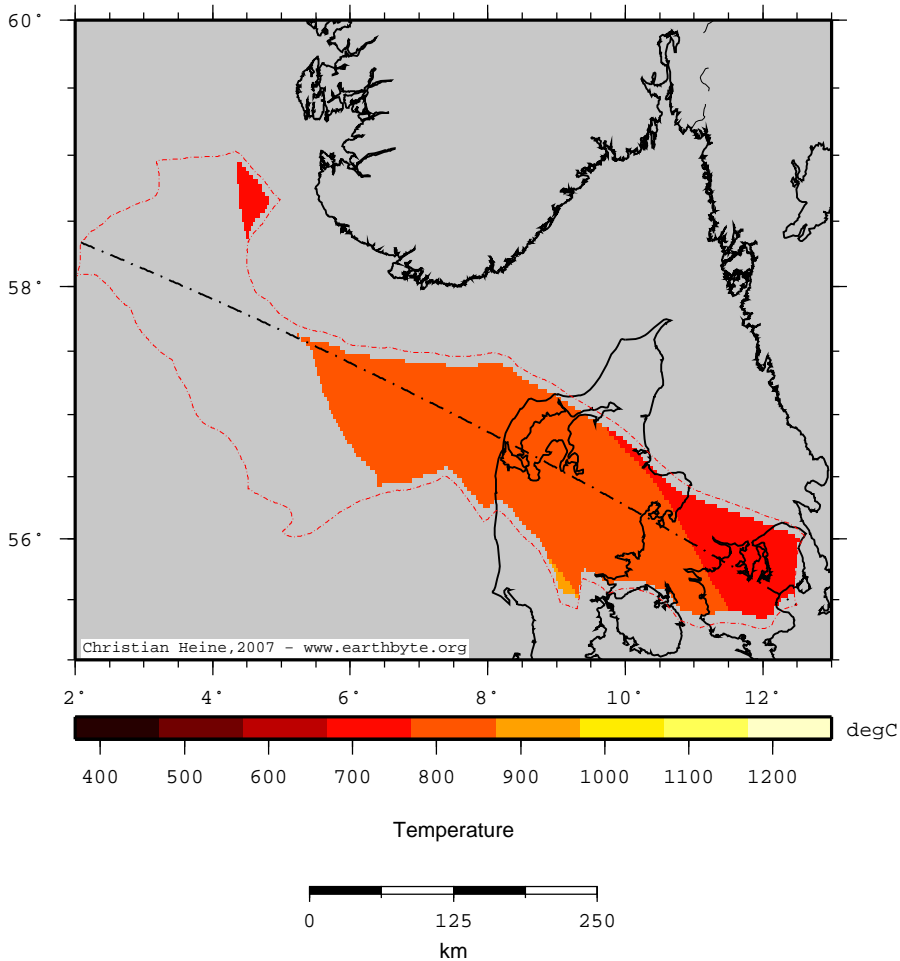 60˚
58˚
56˚
Christian Heine,2007 - www.earthbyte.org
2˚ 4˚ 6˚ 8˚ 10˚ 12˚
degC
400 500 600 700 800 900 1000 1100 1200
Temperature
0 125 250
km